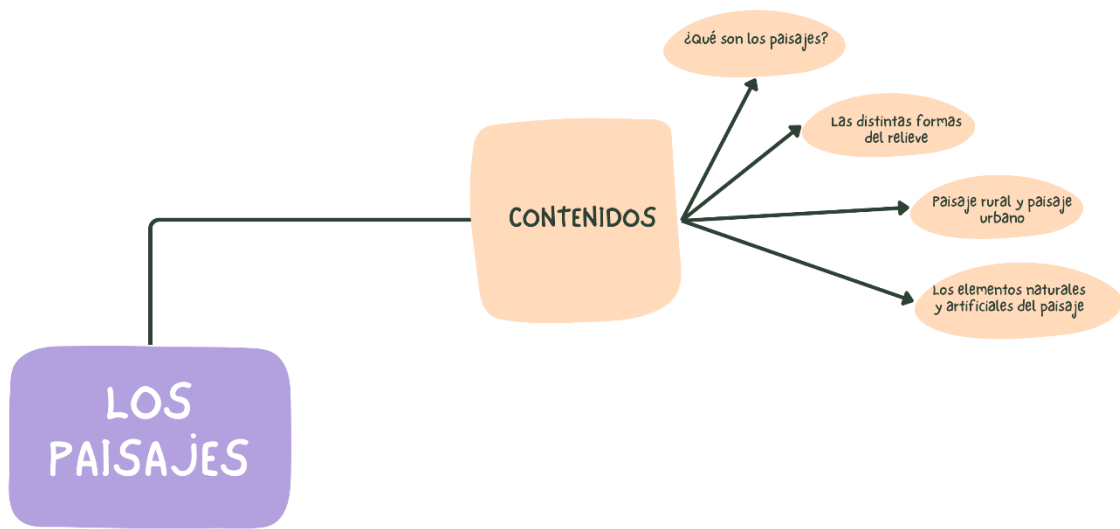 ¿Qué son los paisajes?
Las distintas formas
del relieve
CONTENIDOS
Paisaje rural y paisaje
urbano
Los elementos naturales
y artificiales del paisaje
LOS
PAISAJES